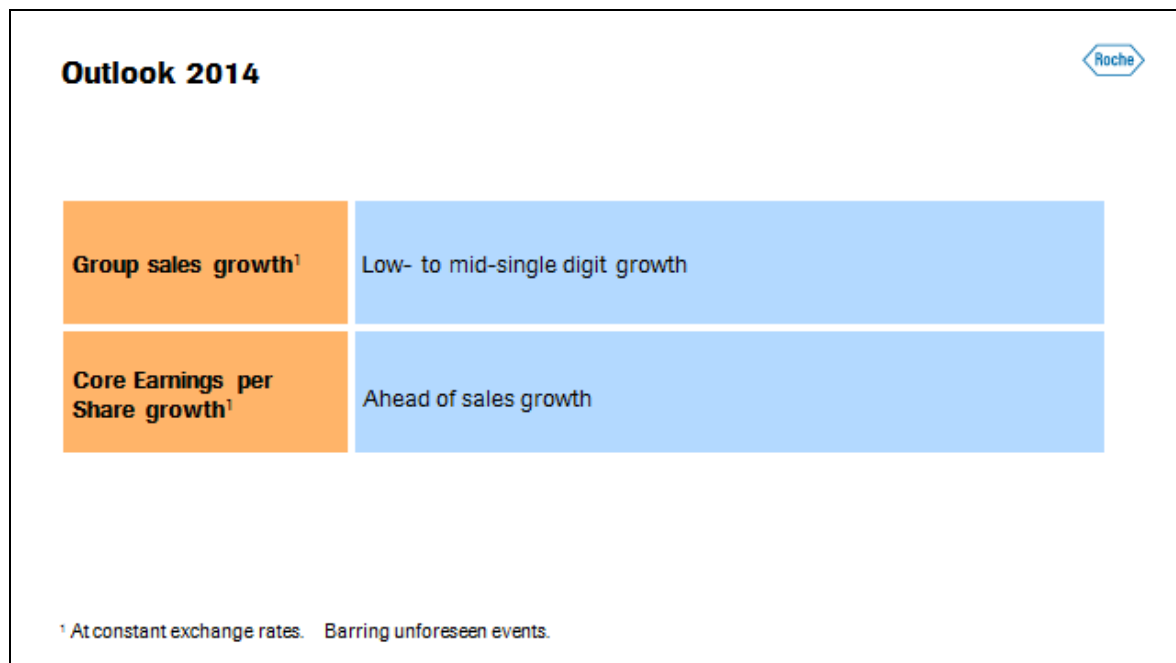 Outlook 2014
Roche
Group sales growth¹
Low- to mid-single digit growth
Core Earnings per
Share growth¹
Ahead of sales growth
¹ At constant exchange rates. Barring unforeseen events.